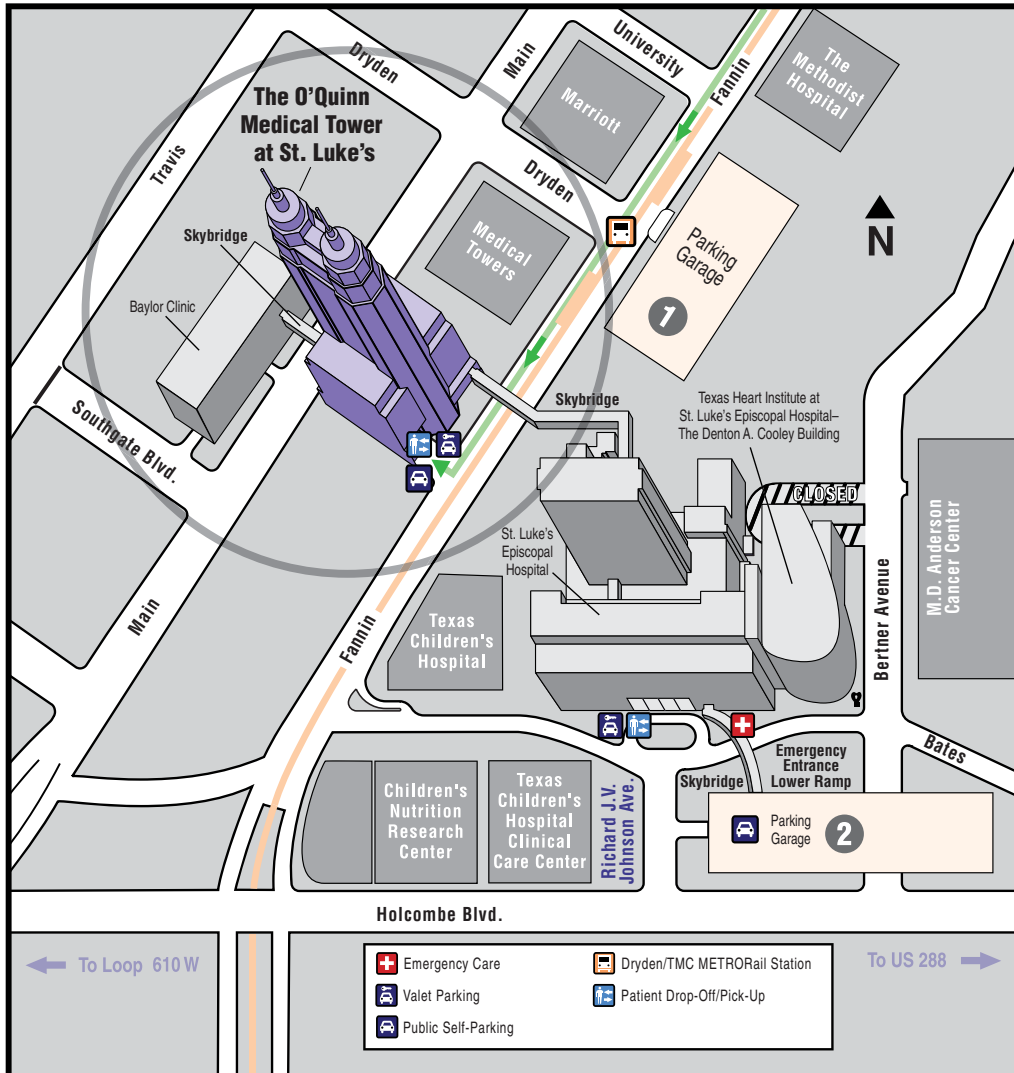 Dryden
Main
University
Fannin
The
Methodist
Hospital
Marriott
The O'Quinn
Medical Tower
at St. Luke's
Travis
Dryden
Skybridge
Medical
Towers
Parking
Garage
1
N
Baylor Clinic
Southgate Blvd.
Skybridge
Texas Heart Institute at
St. Luke's Episcopal Hospital–
The Denton A. Cooley Building
CLOSED
St. Luke's
Episcopal
Hospital
M.D. Anderson
Cancer Center
Main
Fannin
Texas
Children's
Hospital
Bertner Avenue
Bates
Skybridge
Emergency
Entrance
Lower Ramp
Children's
Nutrition
Research
Center
Texas
Children's
Hospital
Clinical
Care Center
Richard J.V.
Johnson Ave.
Parking
Garage
2
Holcombe Blvd.
To Loop 610 W
To US 288
Emergency Care
Valet Parking
Public Self-Parking
Dryden/TMC METRORail Station
Patient Drop-Off/Pick-Up